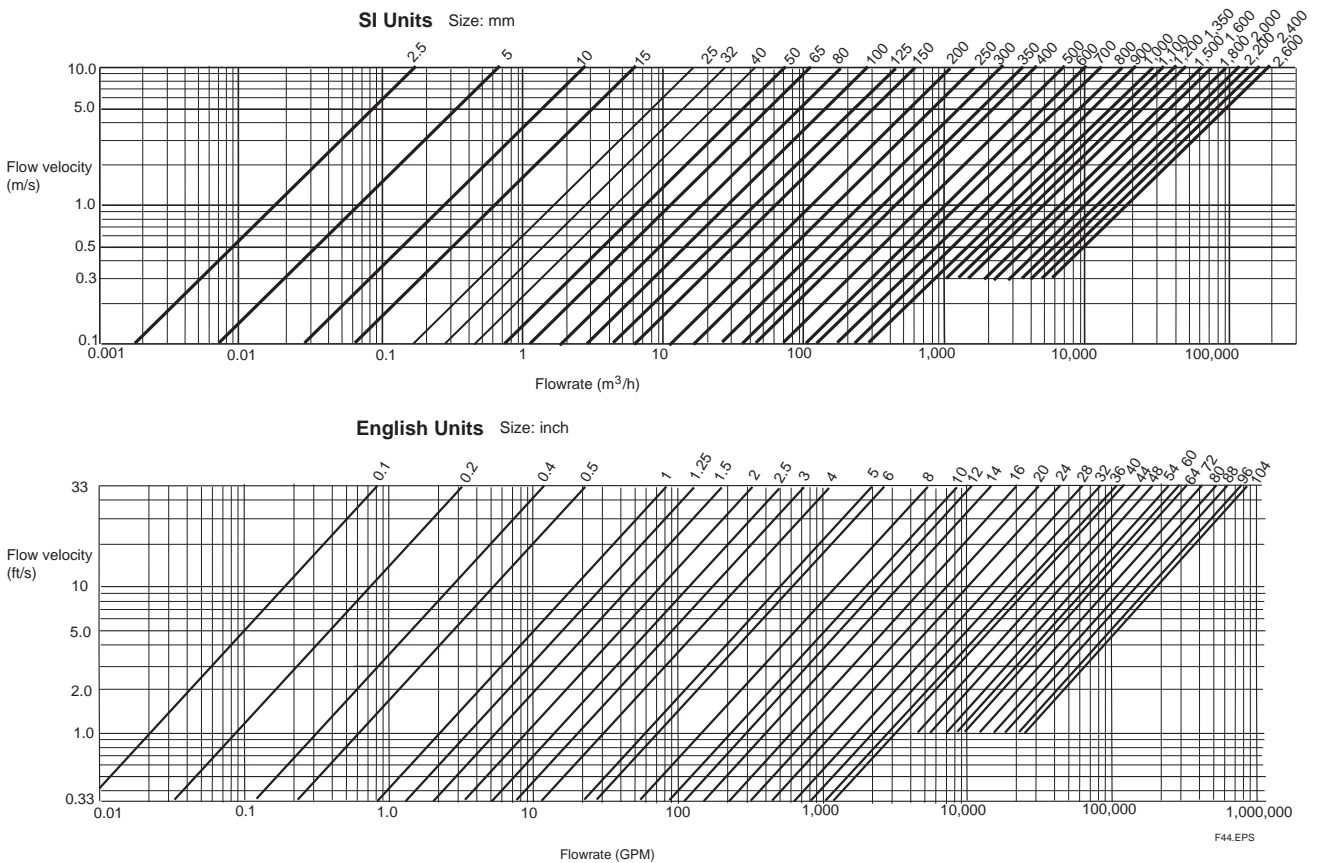 SI Units Size: mm
2.5 5 10 15 25 32 40 50 65 80 100 125 150 200 250 300 350 400 500 600 700 800 900 1,000 1,100 1,200 1,350 1,500 1,600 1,800 2,000 2,200 2,400 2,600
10.0
5.0
Flow velocity
(m/s)
1.0
0.5
0.3
0.1
0.001 0.01 0.1 1 10 100 1,000 10,000 100,000
Flowrate (m³/h)
English Units Size: inch
0.1 0.2 0.4 0.5 1 1.25 1.5 2 2.5 3 4 5 6 8 10 12 14 16 20 24 28 32 36 40 44 48 54 60 64 72 80 88 96 104
33
Flow velocity
(ft/s)
10
5.0
2.0
1.0
0.33
0.01 0.1 1.0 10 100 1,000 10,000 100,000 1,000,000
F44.EPS
Flowrate (GPM)